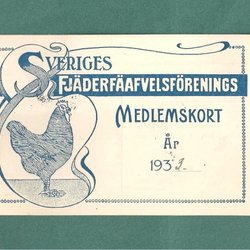 SVERIGES
FJÄDERFÄAFVELSFÖRENINGS
MEDLEMSKORT
ÅR
193